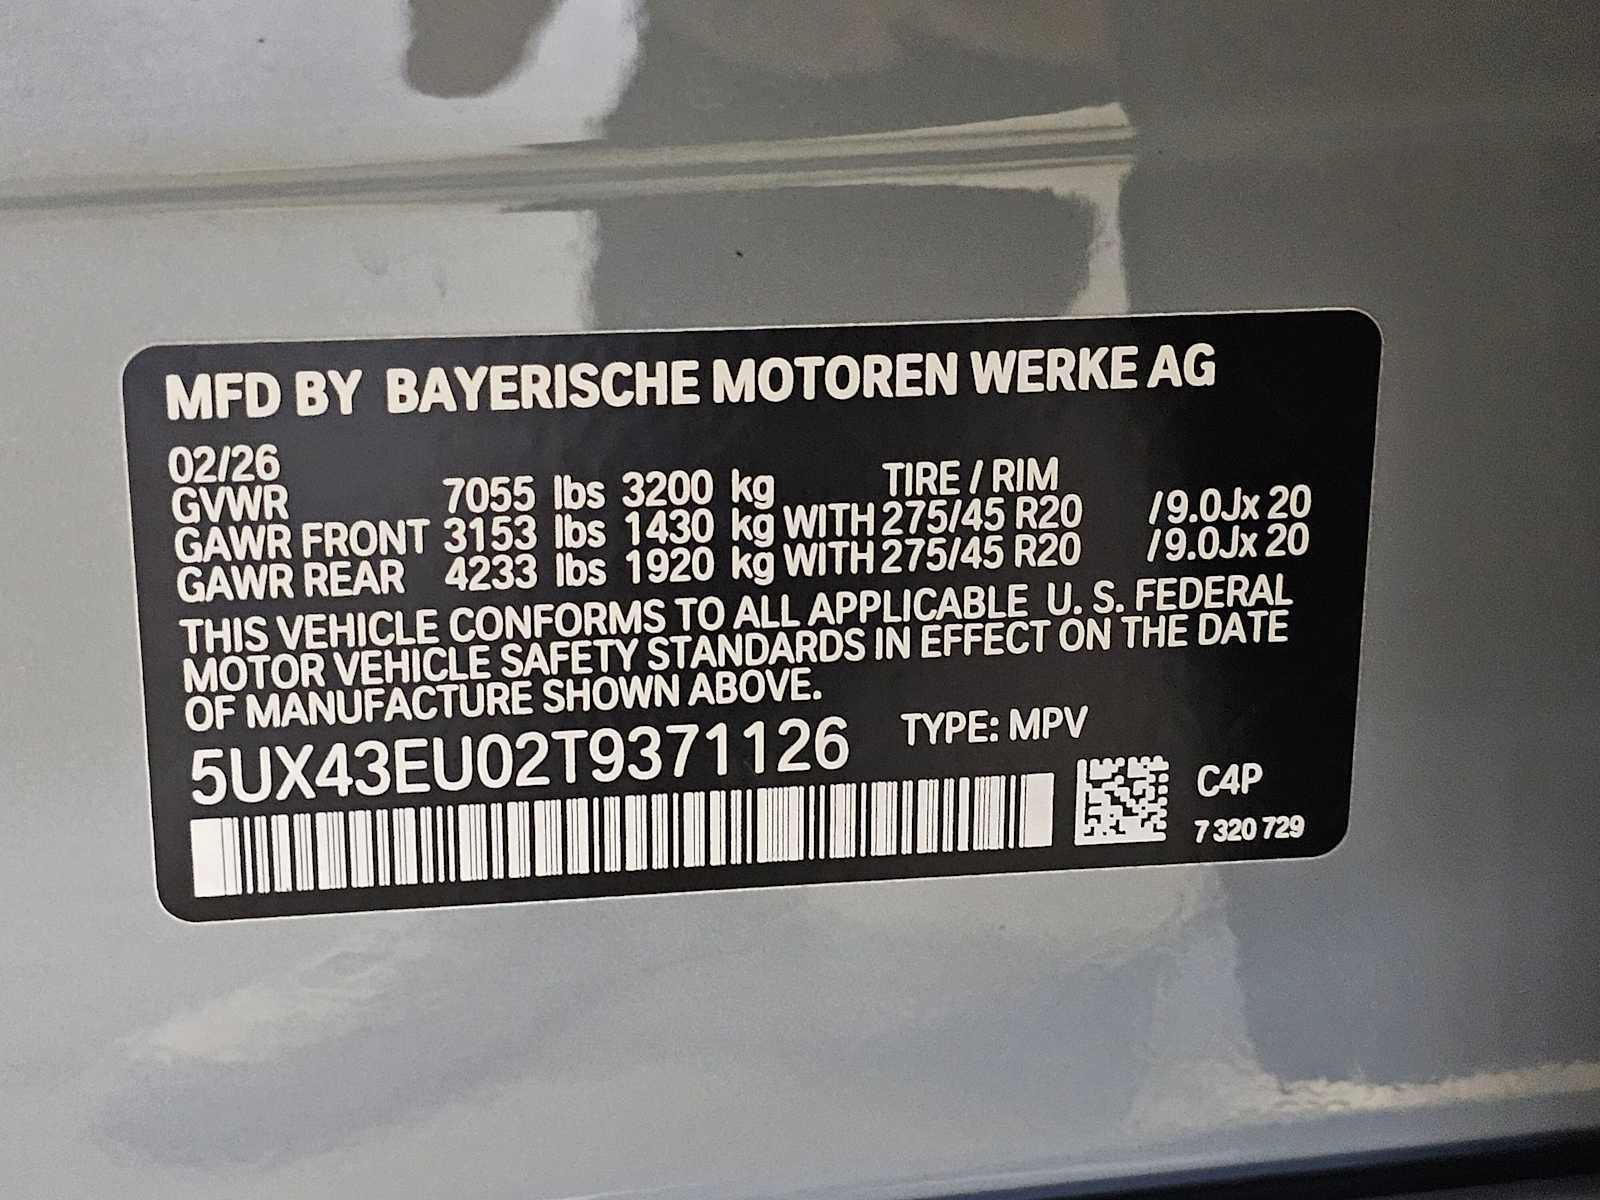 MFD BY BAYERISCHE MOTOREN WERKE AG
02/26 TIRE / RIM
GVWR 7055 lbs 3200 kg
GAWR FRONT 3153 lbs 1430 kg WITH 275/45 R20 /9.0Jx 20
GAWR REAR 4233 lbs 1920 kg WITH 275/45 R20 /9.0Jx 20
THIS VEHICLE CONFORMS TO ALL APPLICABLE U. S. FEDERAL
MOTOR VEHICLE SAFETY STANDARDS IN EFFECT ON THE DATE
OF MANUFACTURE SHOWN ABOVE.
5UX43EU02T9371126 TYPE: MPV
C4P
7 320 729